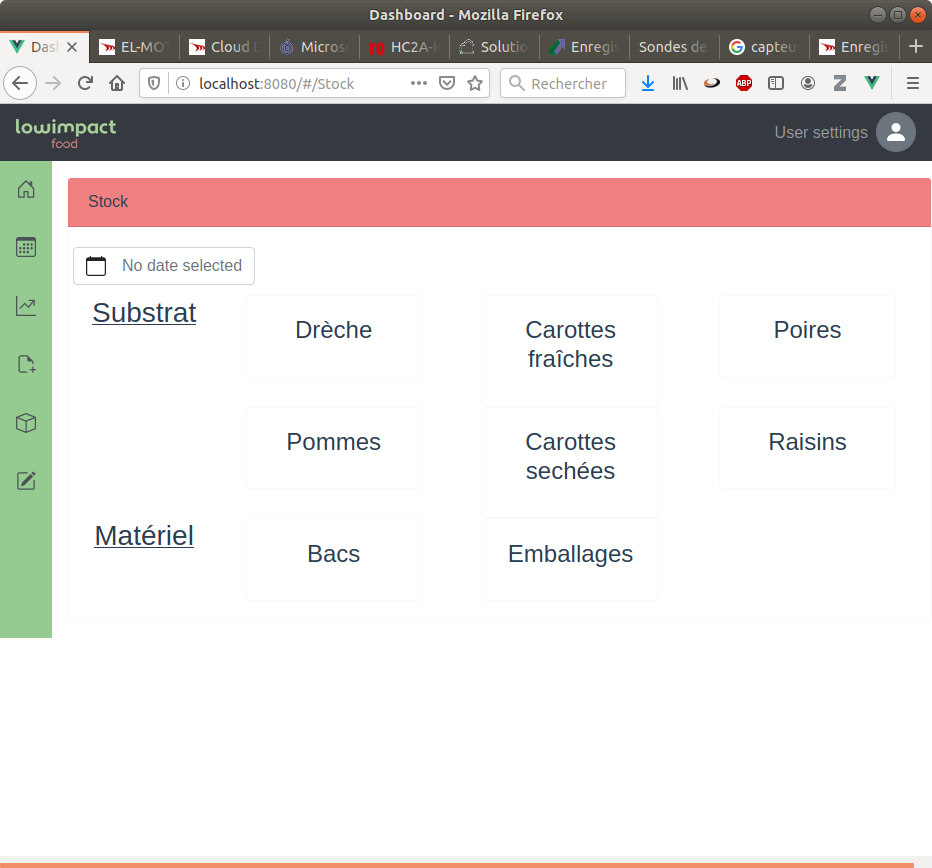 Dashboard - Mozilla Firefox
Das
EL-MO
Cloud D
Micros
HC2A-
Solutio
Enregis
Sondes de
capteu
Enregis
localhost:8080/#/Stock
Rechercher
ABP
lowimpact
food
User settings
Stock
No date selected
Substrat
Drèche
Carottes
fraîches
Poires
Pommes
Carottes
sechées
Raisins
Matériel
Bacs
Emballages